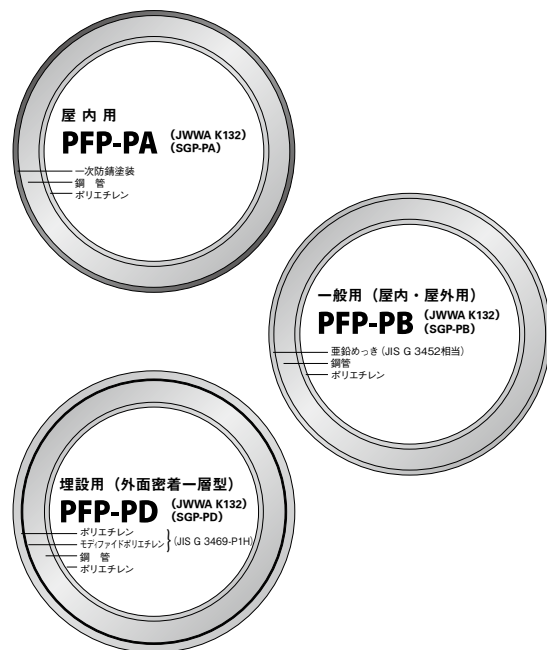 屋内用
PFP-PA (JWWA K132)
(SGP-PA)
一次防錆塗装
鋼 管
ポリエチレン
一般用（屋内・屋外用）
PFP-PB (JWWA K132)
(SGP-PB)
亜鉛めっき (JIS G 3452相当)
鋼管
ポリエチレン
埋設用（外面密着一層型）
PFP-PD (JWWA K132)
(SGP-PD)
ポリエチレン
モディファイドポリエチレン } (JIS G 3469-P1H)
鋼 管
ポリエチレン